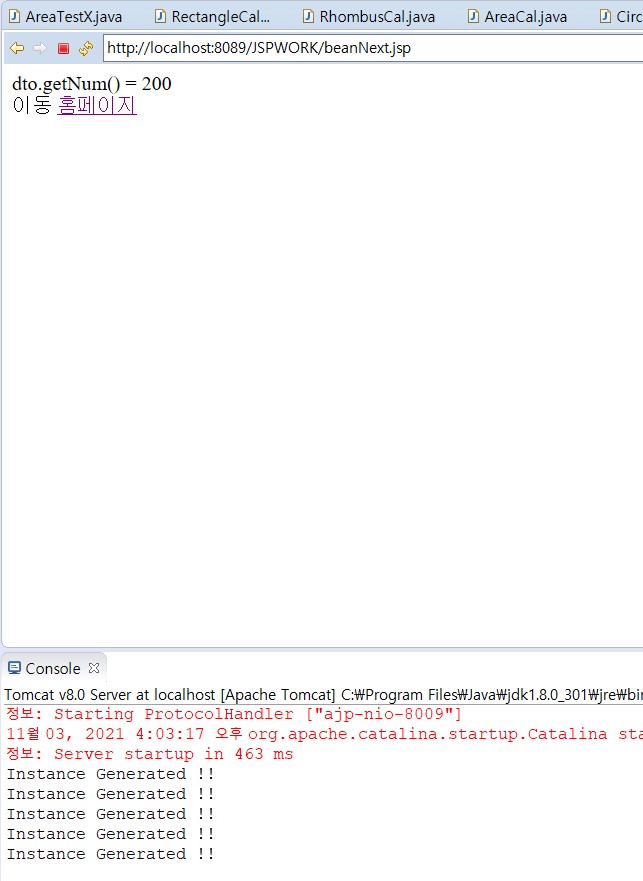 AreaTestX.java RectangleCal... RhombusCal.java AreaCal.java Circ
http://localhost:8089/JSPWORK/beanNext.jsp
dto.getNum() = 200
이동 홈페이지
Console
Tomcat v8.0 Server at localhost [Apache Tomcat] C:₩Program Files₩Java₩jdk1.8.0_301₩jre₩bin
정보: Starting ProtocolHandler ["ajp-nio-8009"]
11월 03, 2021 4:03:17 오후 org.apache.catalina.startup.Catalina sta
정보: Server startup in 463 ms
Instance Generated !!
Instance Generated !!
Instance Generated !!
Instance Generated !!
Instance Generated !!